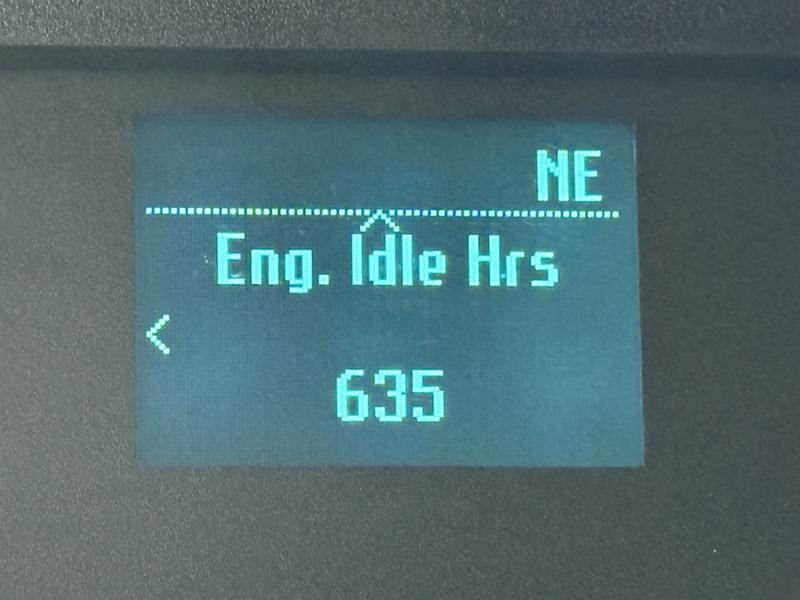 NE
Eng. Idle Hrs
<
635